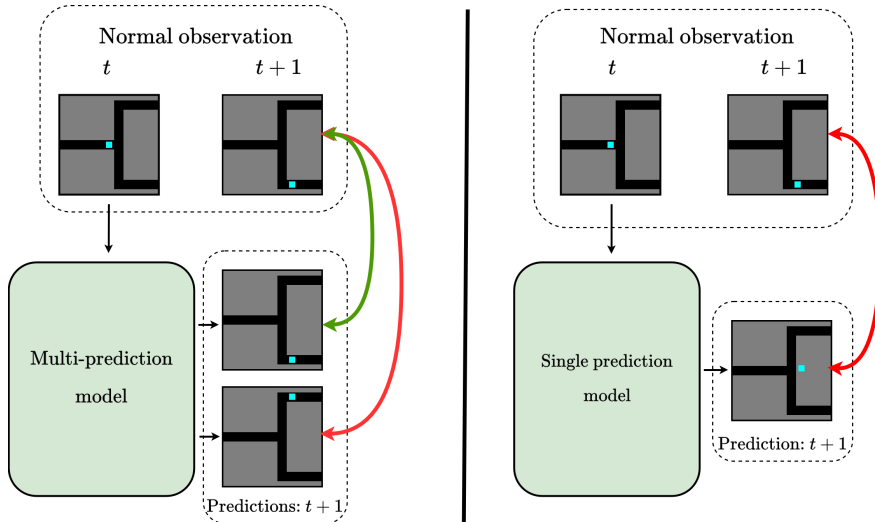 Normal observation
t
t + 1
Multi-prediction
model
Predictions: t + 1
Normal observation
t
t + 1
Single prediction
model
Prediction: t + 1